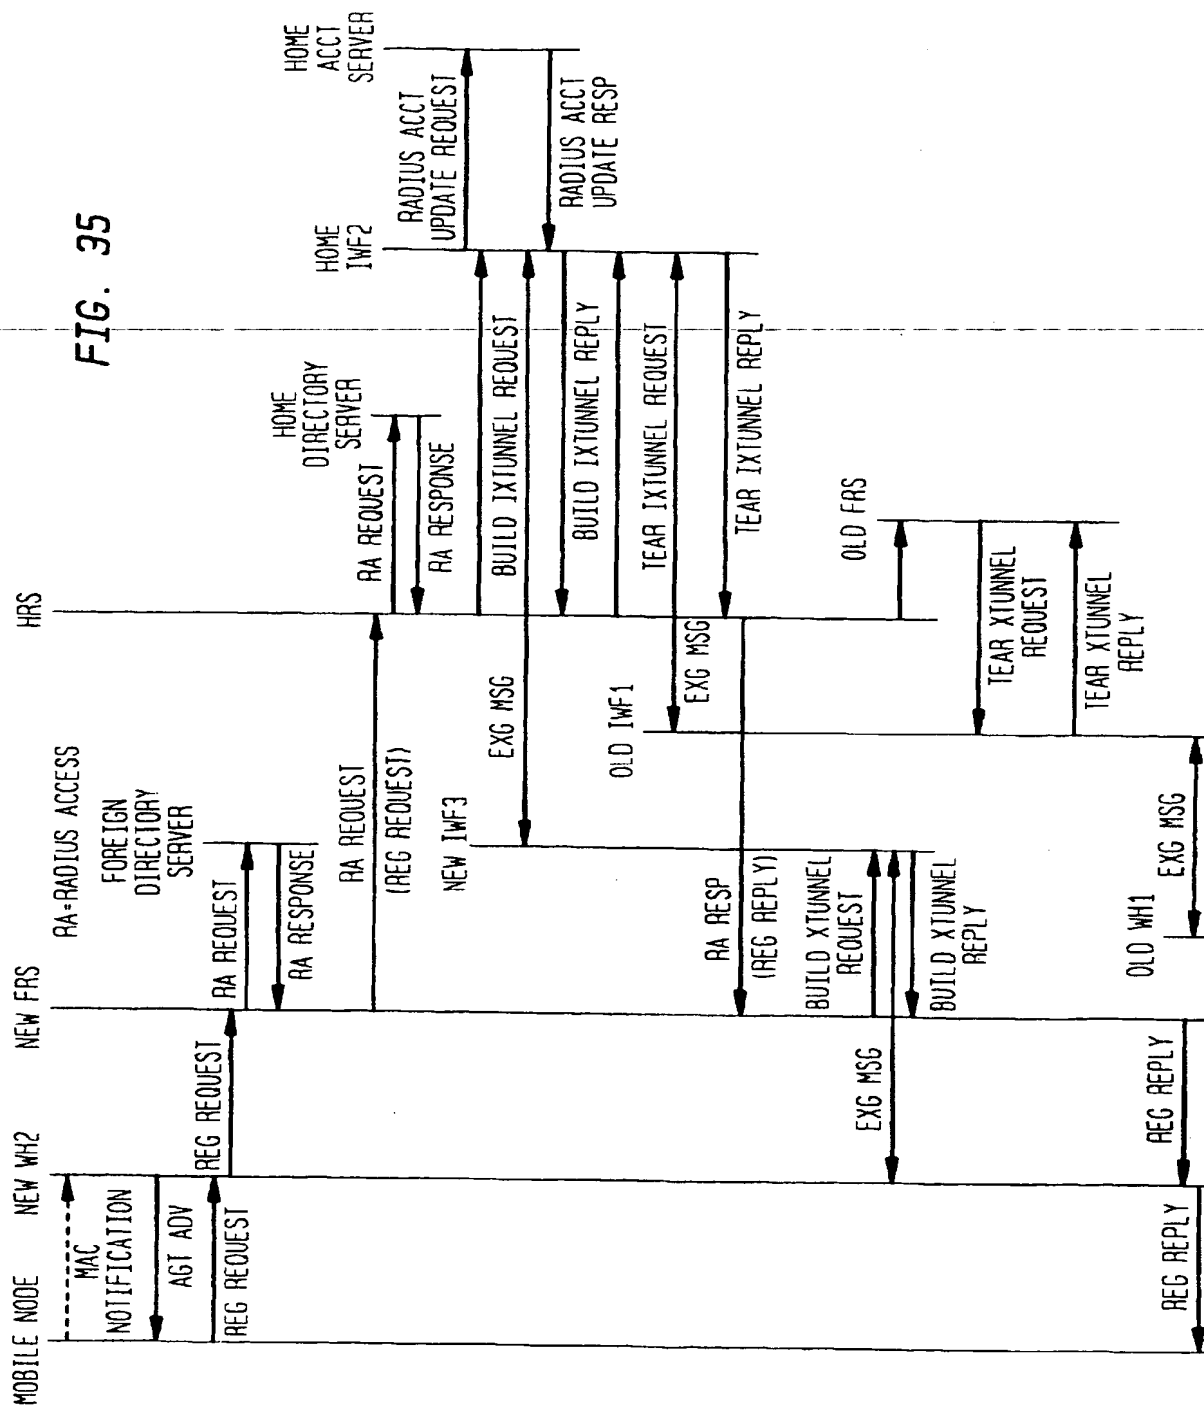 FIG. 35
MOBILE NODE
NEW WH2
NEW FRS
RA=RADIUS ACCESS
HRS
MAC
NOTIFICATION
AGT ADV
REG REQUEST
REG REQUEST
FOREIGN
DIRECTORY
SERVER
RA REQUEST
RA RESPONSE
RA REQUEST
(REG REQUEST)
HOME
DIRECTORY
SERVER
RA REQUEST
RA RESPONSE
HOME
IWF2
HOME
ACCT
SERVER
RADIUS ACCT
UPDATE REQUEST
RADIUS ACCT
UPDATE RESP
NEW IWF3
BUILD IXTUNNEL REQUEST
EXG MSG
BUILD IXTUNNEL REPLY
OLD IWF1
TEAR IXTUNNEL REQUEST
EXG MSG
TEAR IXTUNNEL REPLY
RA RESP
(REG REPLY)
BUILD XTUNNEL
REQUEST
EXG MSG
BUILD XTUNNEL
REPLY
OLD FRS
TEAR XTUNNEL
REQUEST
TEAR XTUNNEL
REPLY
OLD WH1
EXG MSG
REG REPLY
REG REPLY